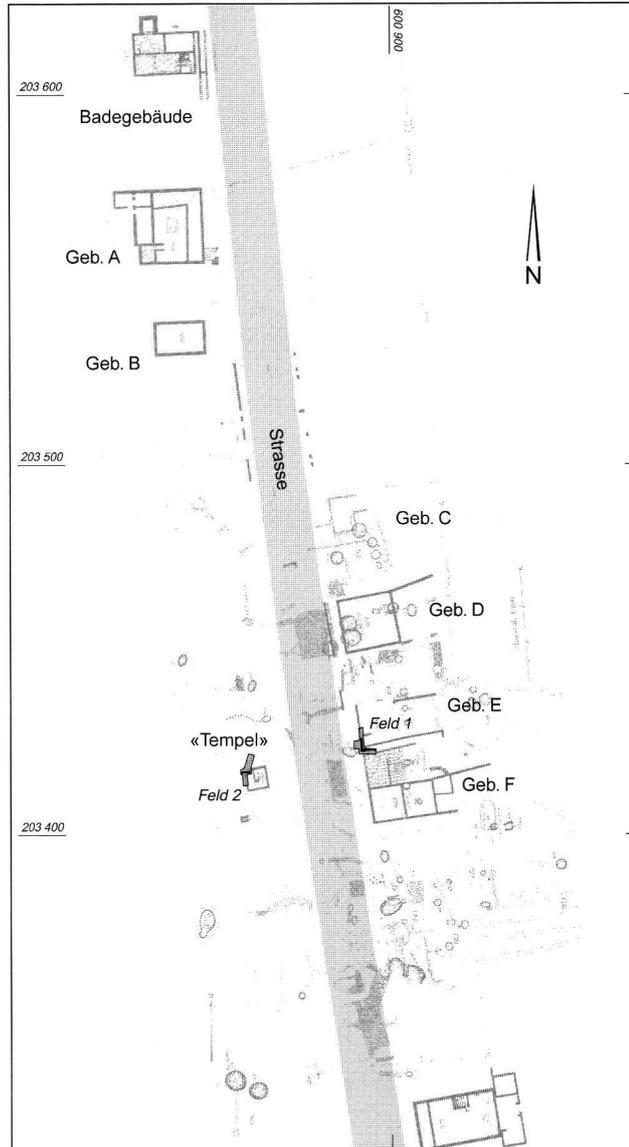 600 900
203 600
Badegebäude
Geb. A
N
Geb. B
203 500
Strasse
Geb. C
Geb. D
Geb. E
Feld 1
«Tempel»
Feld 2
Geb. F
203 400